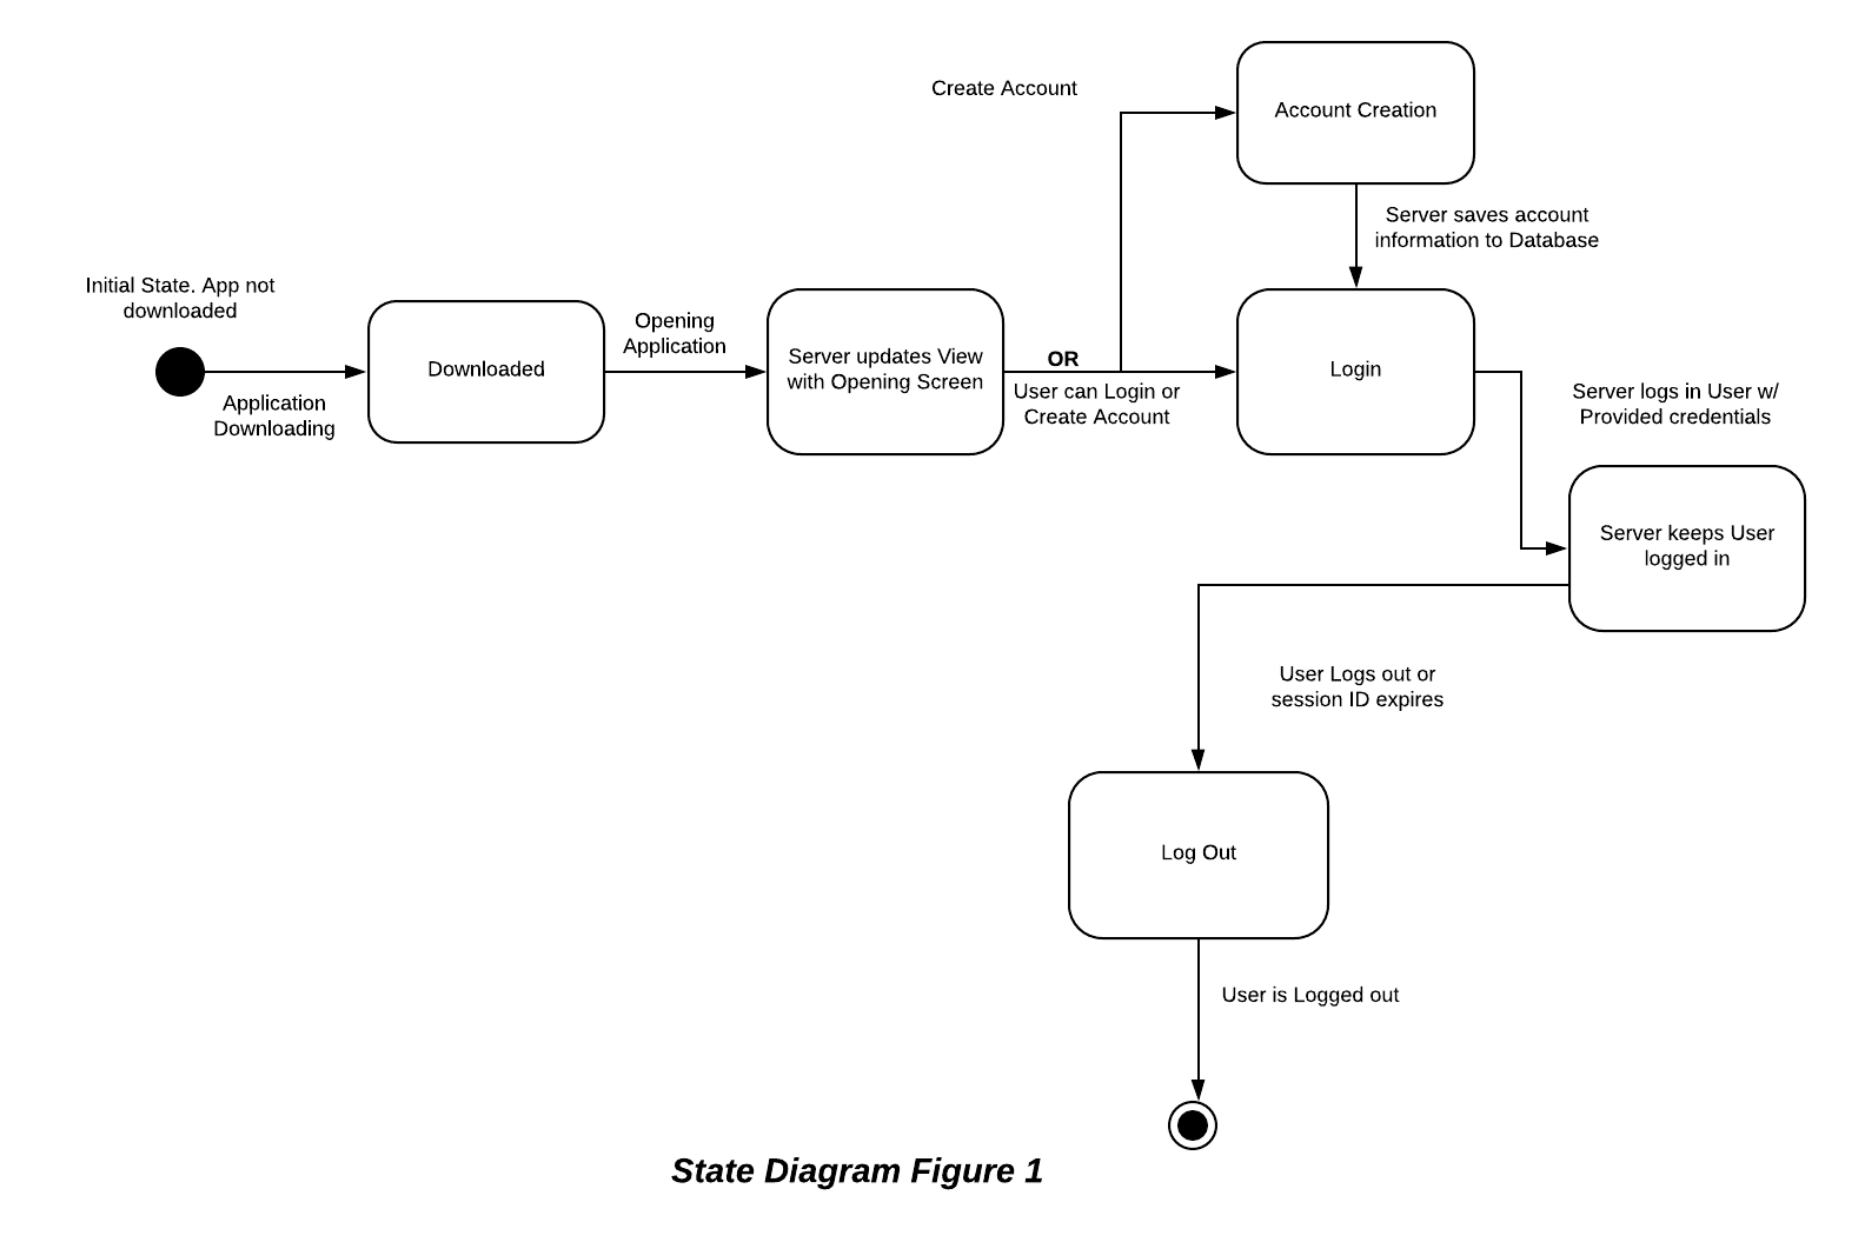 Create Account
Account Creation
Server saves account
information to Database
Initial State. App not
downloaded
Application
Downloading
Downloaded
Opening
Application
Server updates View
with Opening Screen
OR
User can Login or
Create Account
Login
Server logs in User w/
Provided credentials
Server keeps User
logged in
User Logs out or
session ID expires
Log Out
User is Logged out
State Diagram Figure 1